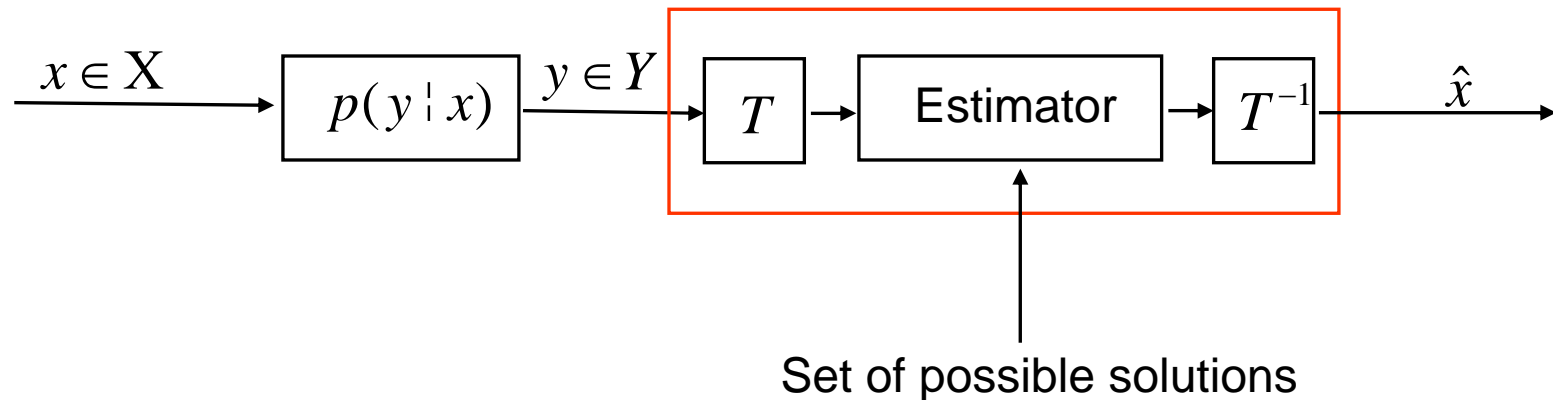 x ∈ X
p(y ¦ x)
y ∈ Y
T
Estimator
T⁻¹
x̂
Set of possible solutions